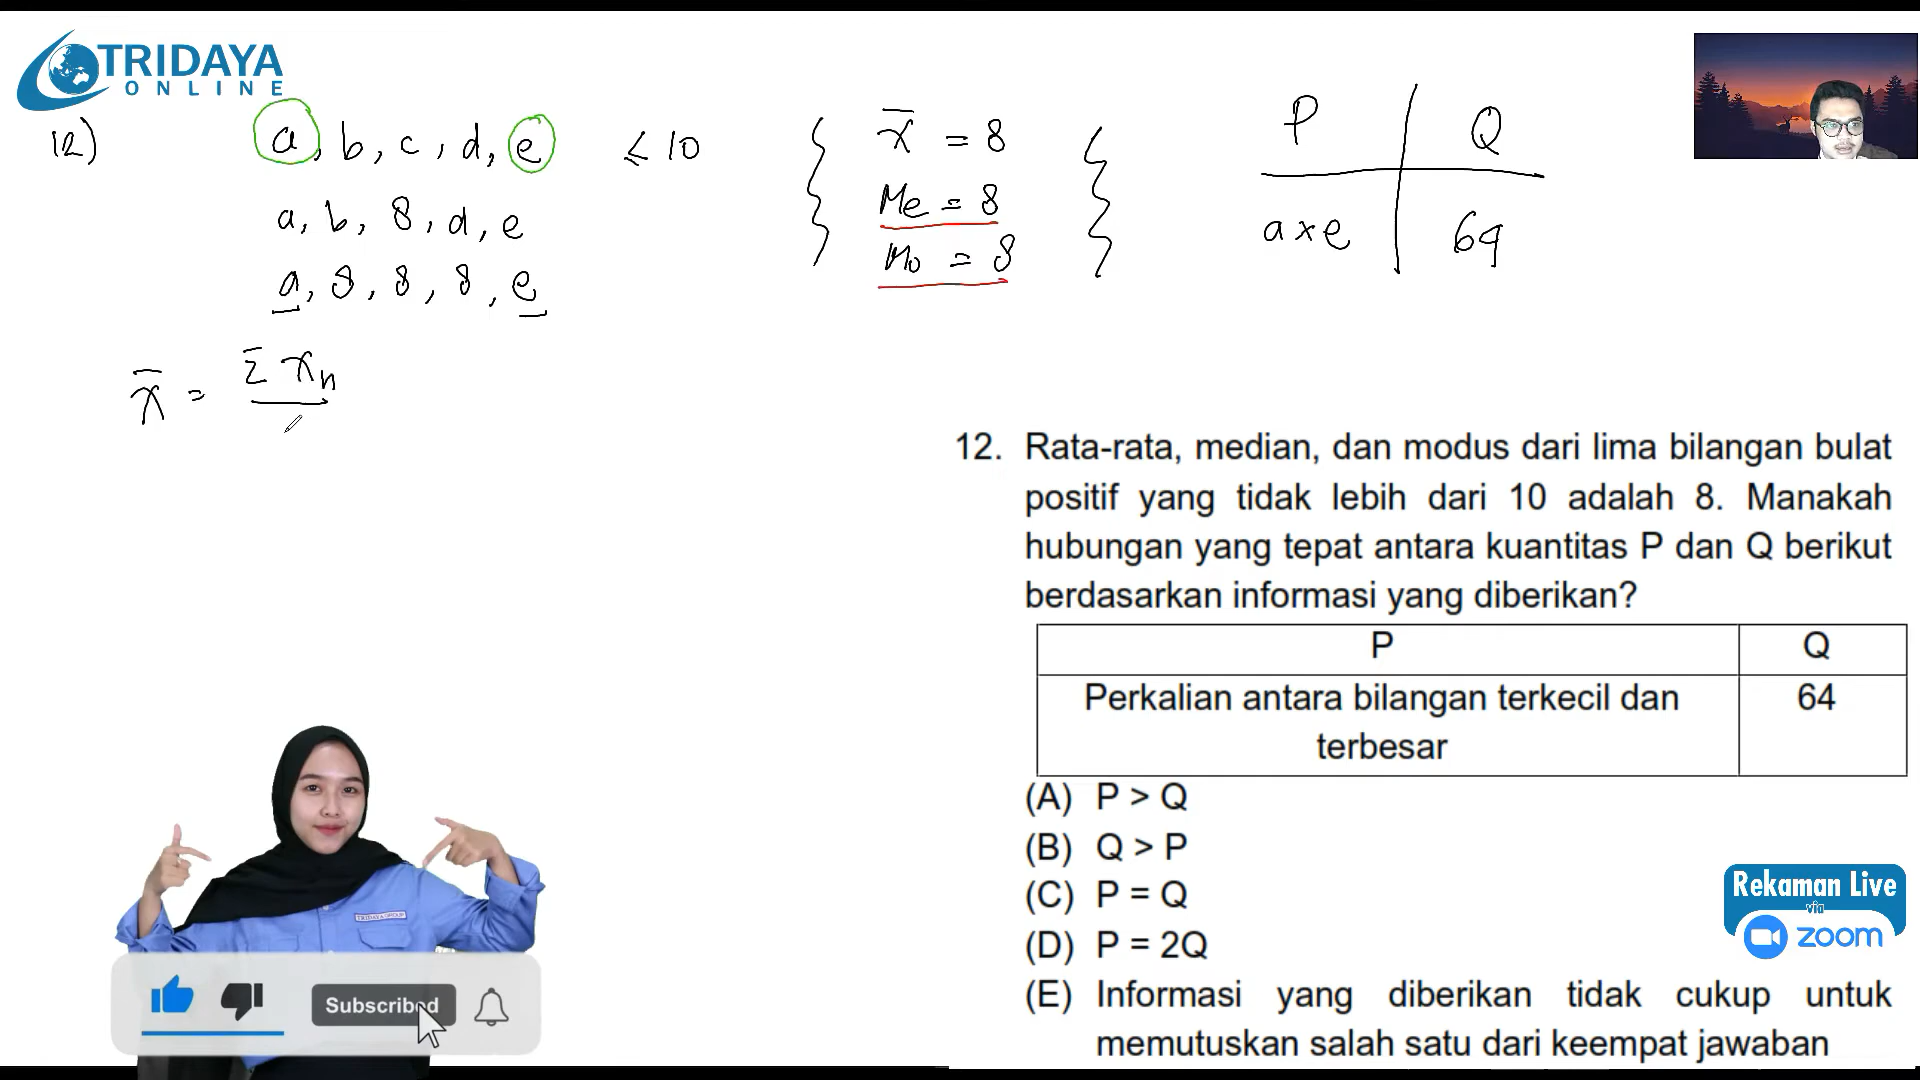 TRIDAYA
ONLINE
12) a, b, c, d, e ≤ 10
a, b, 8, d, e
a, 8, 8, 8, e
x̄ = Σ xn
x̄ = 8
Me = 8
Mo = 8
P Q
a × e 64
12. Rata-rata, median, dan modus dari lima bilangan bulat
positif yang tidak lebih dari 10 adalah 8. Manakah
hubungan yang tepat antara kuantitas P dan Q berikut
berdasarkan informasi yang diberikan?
P Q
Perkalian antara bilangan terkecil dan 64
terbesar
(A) P > Q
(B) Q > P
(C) P = Q
(D) P = 2Q
(E) Informasi yang diberikan tidak cukup untuk
memutuskan salah satu dari keempat jawaban
Rekaman Live
via
zoom
TRIDAYA GROUP
Subscribed